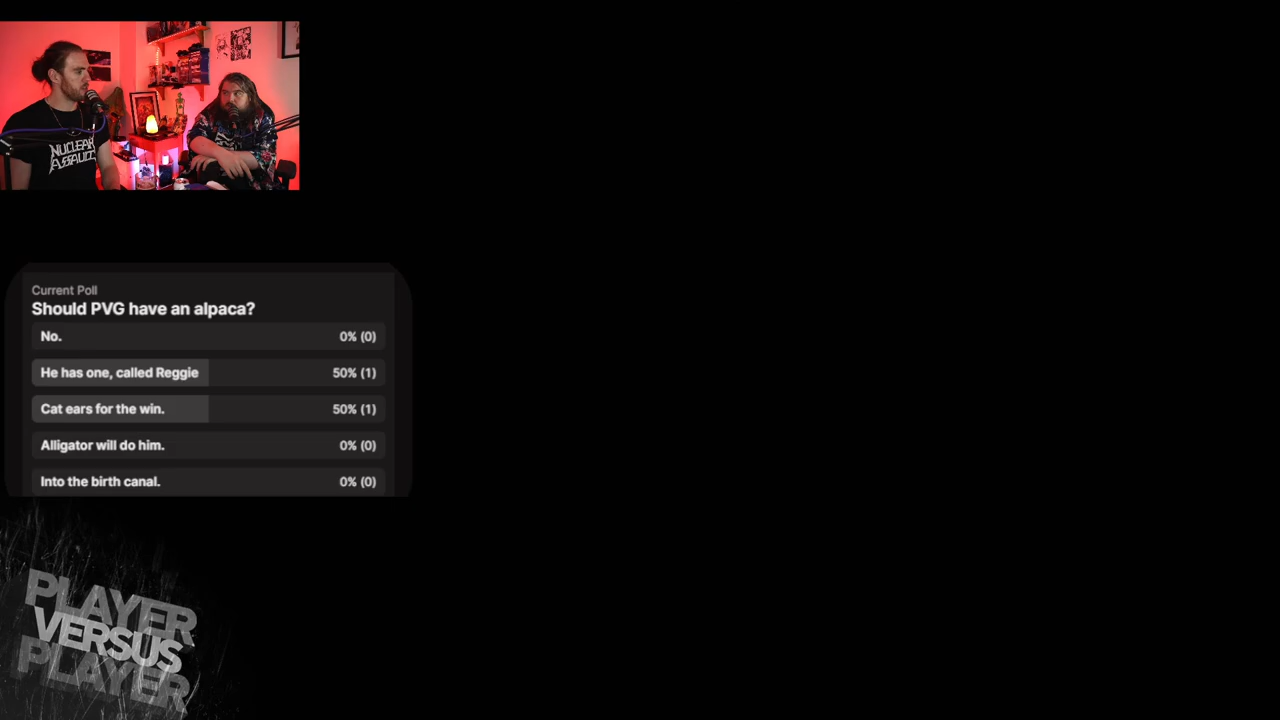 NUCLEAR
ASSAULT
Current Poll
Should PVG have an alpaca?
No. 0% (0)
He has one, called Reggie 50% (1)
Cat ears for the win. 50% (1)
Alligator will do him. 0% (0)
Into the birth canal. 0% (0)
PLAYER
VERSUS
PLAYER